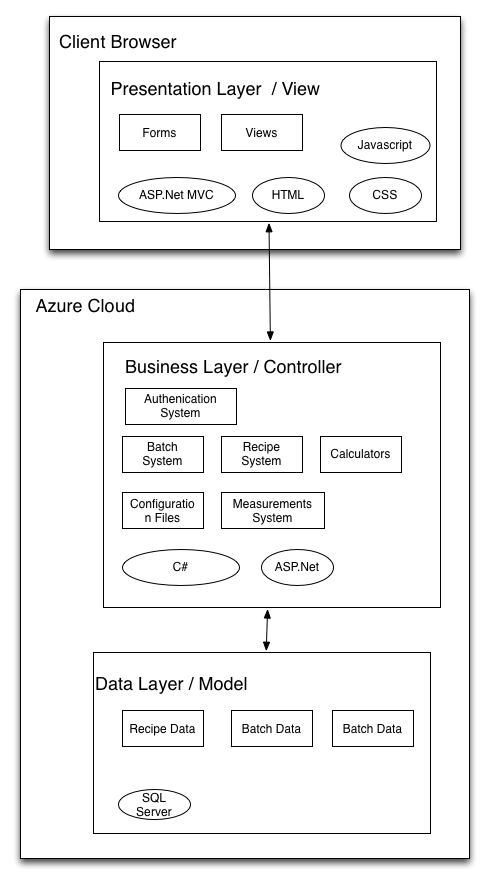 Client Browser
Presentation Layer / View
Forms
Views
Javascript
ASP.Net MVC
HTML
CSS
Azure Cloud
Business Layer / Controller
Authenication
System
Batch
System
Recipe
System
Calculators
Configuratio
n Files
Measurements
System
C#
ASP.Net
Data Layer / Model
Recipe Data
Batch Data
Batch Data
SQL
Server